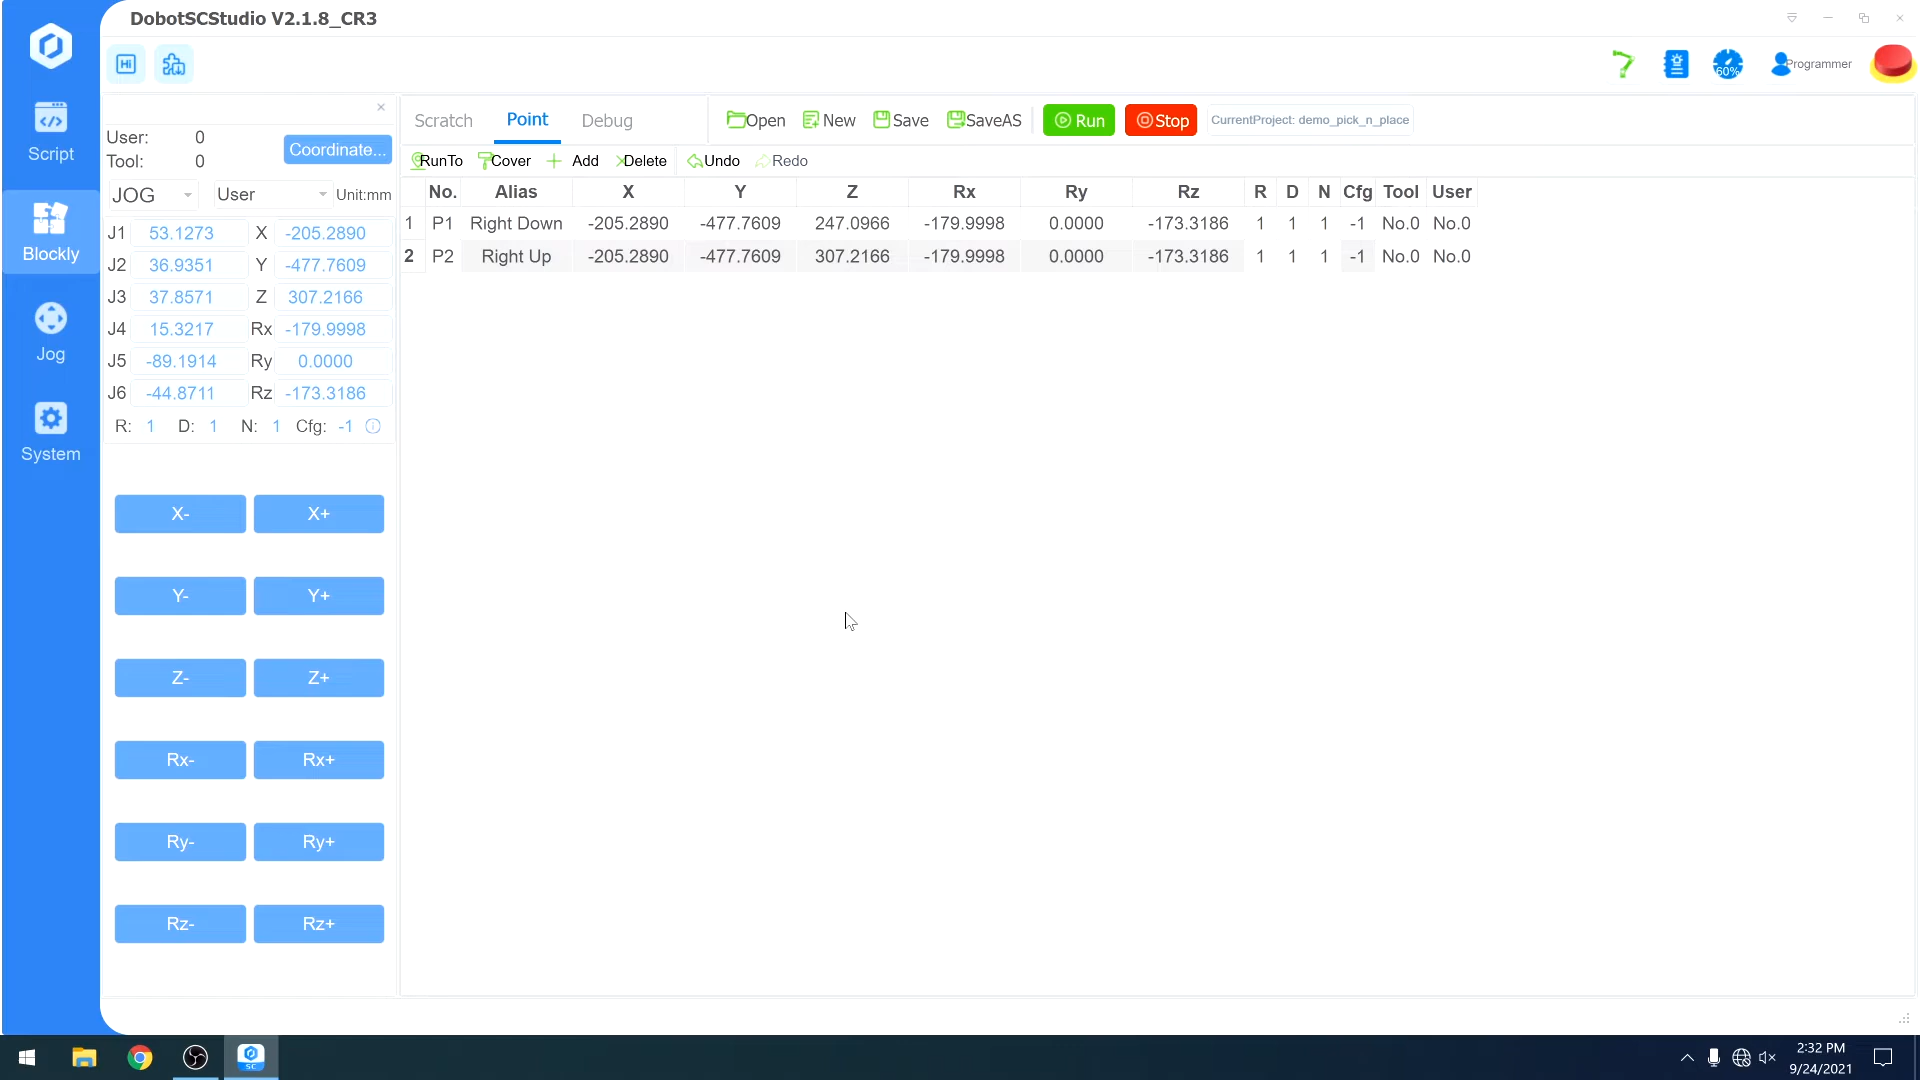 DobotSCStudio V2.1.8_CR3
Hi
60%
Programmer
Script
Blockly
Jog
System
User: 0
Tool: 0
Coordinate...
JOG User Unit:mm
J1 53.1273 X -205.2890
J2 36.9351 Y -477.7609
J3 37.8571 Z 307.2166
J4 15.3217 Rx -179.9998
J5 -89.1914 Ry 0.0000
J6 -44.8711 Rz -173.3186
R: 1 D: 1 N: 1 Cfg: -1
X- X+
Y- Y+
Z- Z+
Rx- Rx+
Ry- Ry+
Rz- Rz+
Scratch Point Debug Open New Save SaveAS Run Stop CurrentProject: demo_pick_n_place
RunTo Cover Add Delete Undo Redo
No. Alias X Y Z Rx Ry Rz R D N Cfg Tool User
1 P1 Right Down -205.2890 -477.7609 247.0966 -179.9998 0.0000 -173.3186 1 1 1 -1 No.0 No.0
2 P2 Right Up -205.2890 -477.7609 307.2166 -179.9998 0.0000 -173.3186 1 1 1 -1 No.0 No.0
SC
2:32 PM
9/24/2021